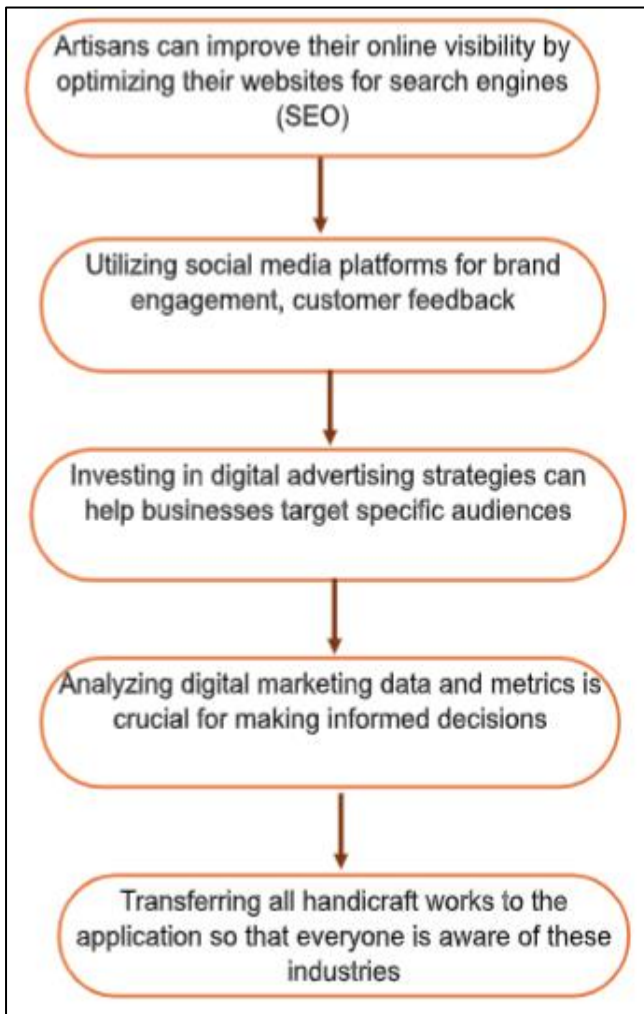 Artisans can improve their online visibility by
optimizing their websites for search engines
(SEO)
Utilizing social media platforms for brand
engagement, customer feedback
Investing in digital advertising strategies can
help businesses target specific audiences
Analyzing digital marketing data and metrics is
crucial for making informed decisions
Transferring all handicraft works to the
application so that everyone is aware of these
industries